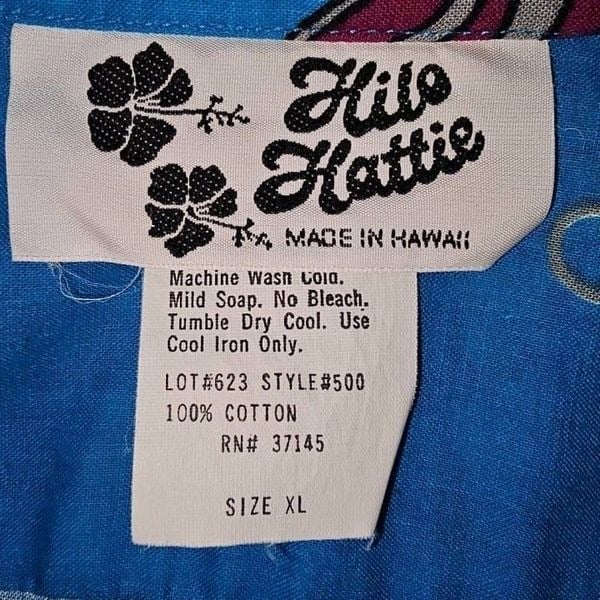 Hilo
Hattie
MADE IN HAWAII
Machine Wash Cold.
Mild Soap. No Bleach.
Tumble Dry Cool. Use
Cool Iron Only.
LOT#623 STYLE#500
100% COTTON
RN# 37145
SIZE XL